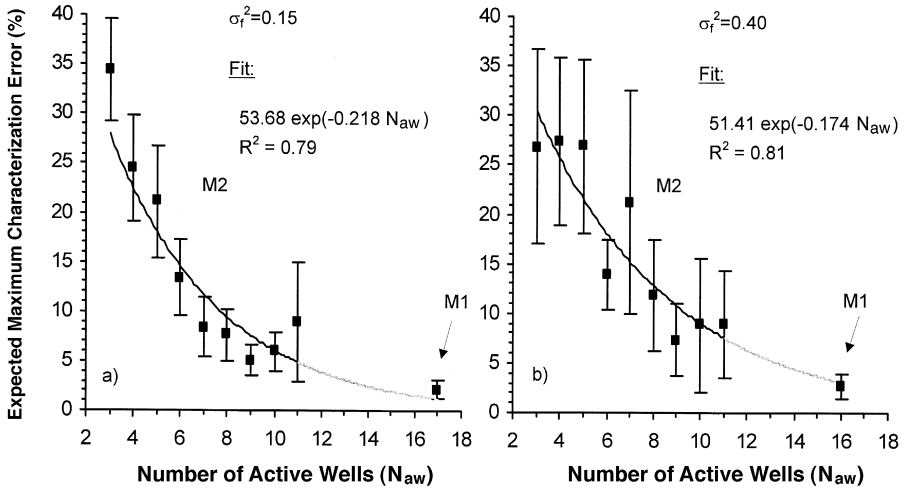 Expected Maximum Characterization Error (%)
40
35
30
25
20
15
10
5
0
σf²=0.15
Fit:
53.68 exp(-0.218 Naw)
R² = 0.79
M2
M1
a)
2 4 6 8 10 12 14 16 18
Number of Active Wells (Naw)
40
35
30
25
20
15
10
5
0
σf²=0.40
Fit:
51.41 exp(-0.174 Naw)
R² = 0.81
M2
M1
b)
2 4 6 8 10 12 14 16 18
Number of Active Wells (Naw)